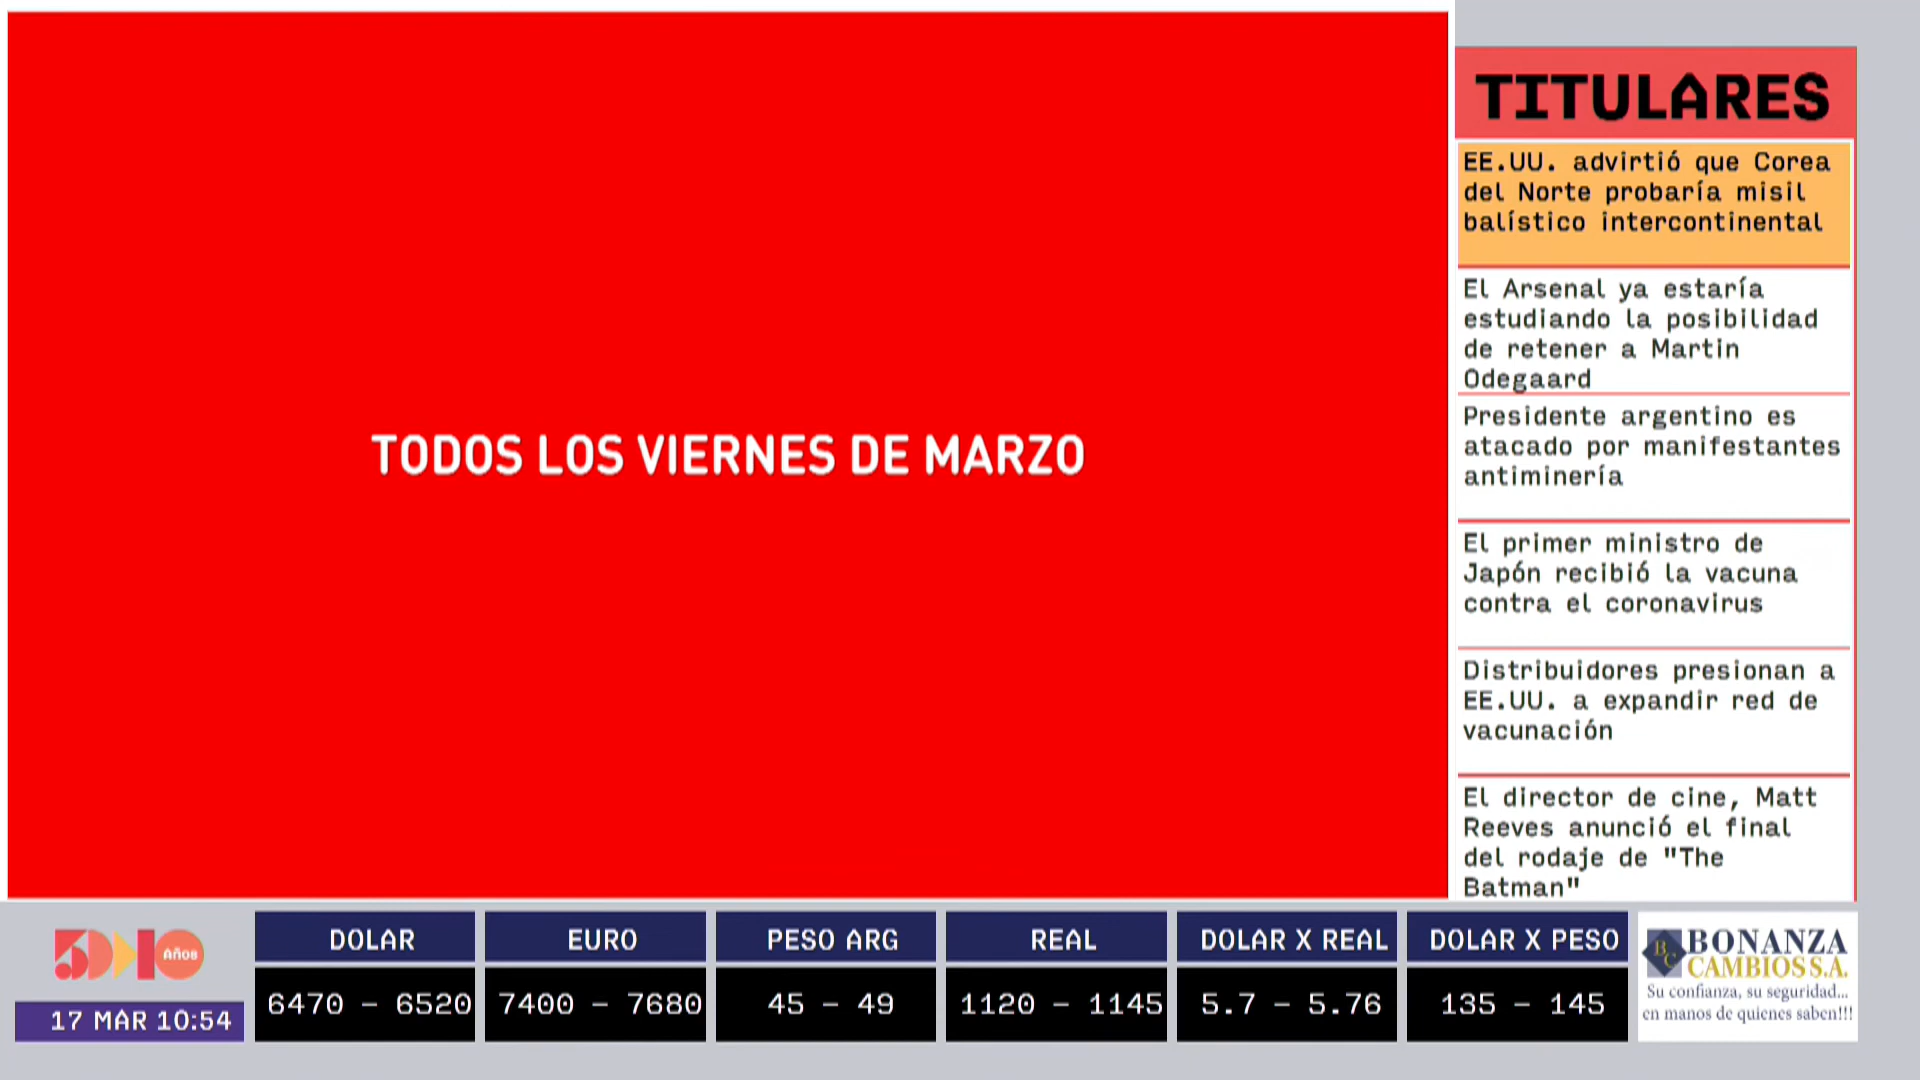 TODOS LOS VIERNES DE MARZO
TITULARES
EE.UU. advirtió que Corea
del Norte probaría misil
balístico intercontinental
El Arsenal ya estaría
estudiando la posibilidad
de retener a Martin
Odegaard
Presidente argentino es
atacado por manifestantes
antiminería
El primer ministro de
Japón recibió la vacuna
contra el coronavirus
Distribuidores presionan a
EE.UU. a expandir red de
vacunación
El director de cine, Matt
Reeves anunció el final
del rodaje de "The
Batman"
Años
17 MAR 10:54
DOLAR
6470 - 6520
EURO
7400 - 7680
PESO ARG
45 - 49
REAL
1120 - 1145
DOLAR X REAL
5.7 - 5.76
DOLAR X PESO
135 - 145
BC
BONANZA
CAMBIOS S.A.
Su confianza, su seguridad...
en manos de quienes saben!!!